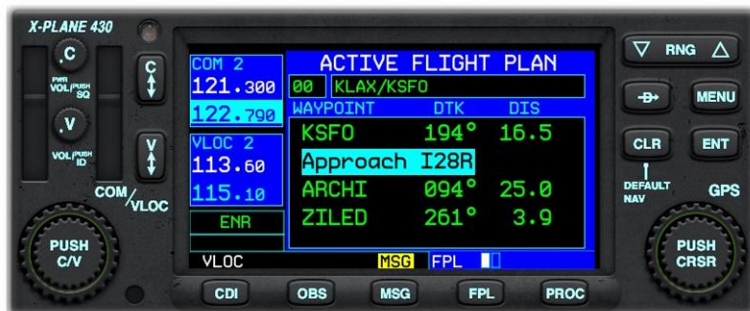 X-PLANE 430
C
PWR
VOL/PUSH SQ
V
VOL/PUSH ID
C
V
COM/VLOC
PUSH C/V
COM 2
121.300
122.790
VLOC 2
113.60
115.10
ENR
VLOC
ACTIVE FLIGHT PLAN
00 KLAX/KSFO
WAYPOINT DTK DIS
KSFO 194° 16.5
Approach I28R
ARCHI 094° 25.0
ZILED 261° 3.9
MSG FPL
CDI OBS MSG FPL PROC
RNG
D MENU
CLR ENT
DEFAULT NAV
GPS
PUSH CRSR